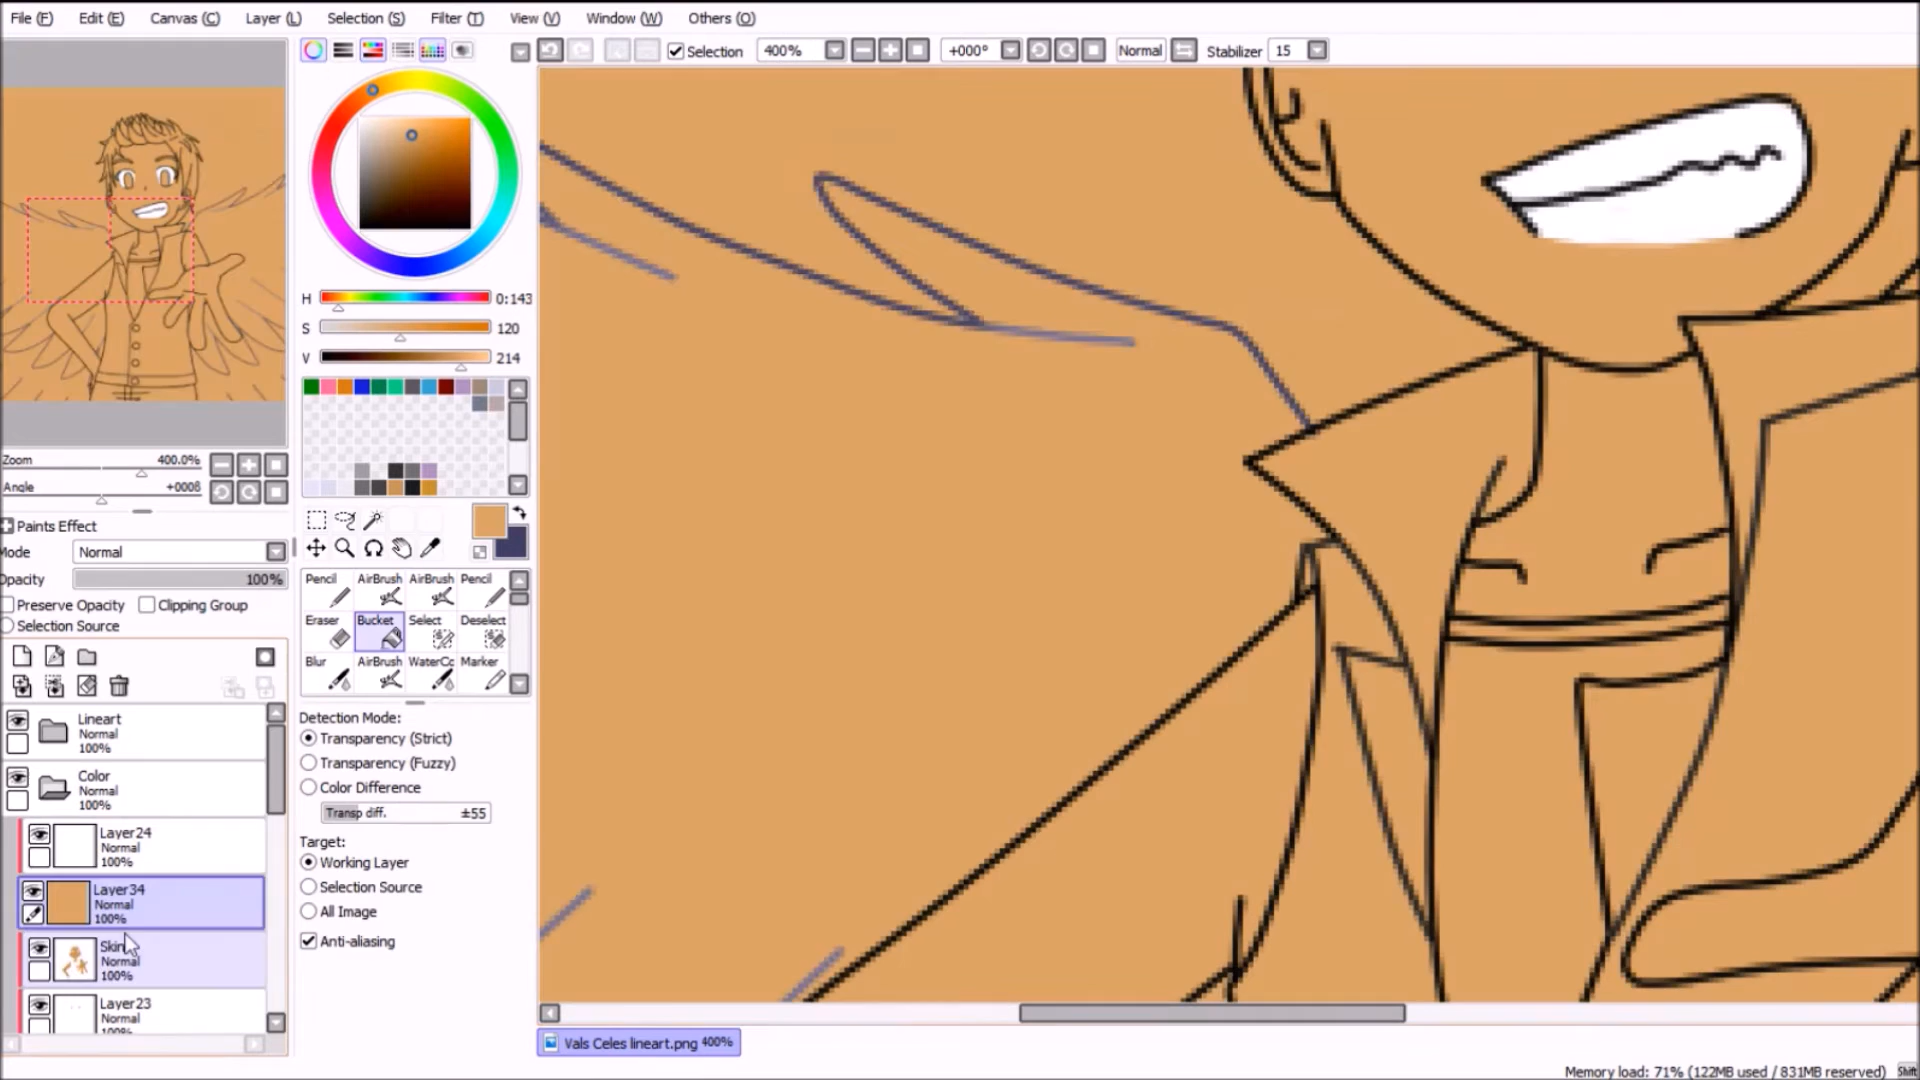 File (F) Edit (E) Canvas (C) Layer (L) Selection (S) Filter (T) View (V) Window (W) Others (O)
Selection 400% +000° Normal Stabilizer 15
H 0:143
S 120
V 214
Zoom 400.0%
Angle +000
Paints Effect
Mode Normal
Opacity 100%
Preserve Opacity Clipping Group
Selection Source
Lineart
Normal
100%
Color
Normal
100%
Layer24
Normal
100%
Layer34
Normal
100%
Skin
Normal
100%
Layer23
Normal
100%
Pencil AirBrush AirBrush Pencil
Eraser Bucket Select Deselect
Blur AirBrush WaterCc Marker
Detection Mode:
Transparency (Strict)
Transparency (Fuzzy)
Color Difference
Transp diff. ±55
Target:
Working Layer
Selection Source
All Image
Anti-aliasing
Vals Celes lineart.png 400%
Memory load: 71% (122MB used / 831MB reserved) Shift